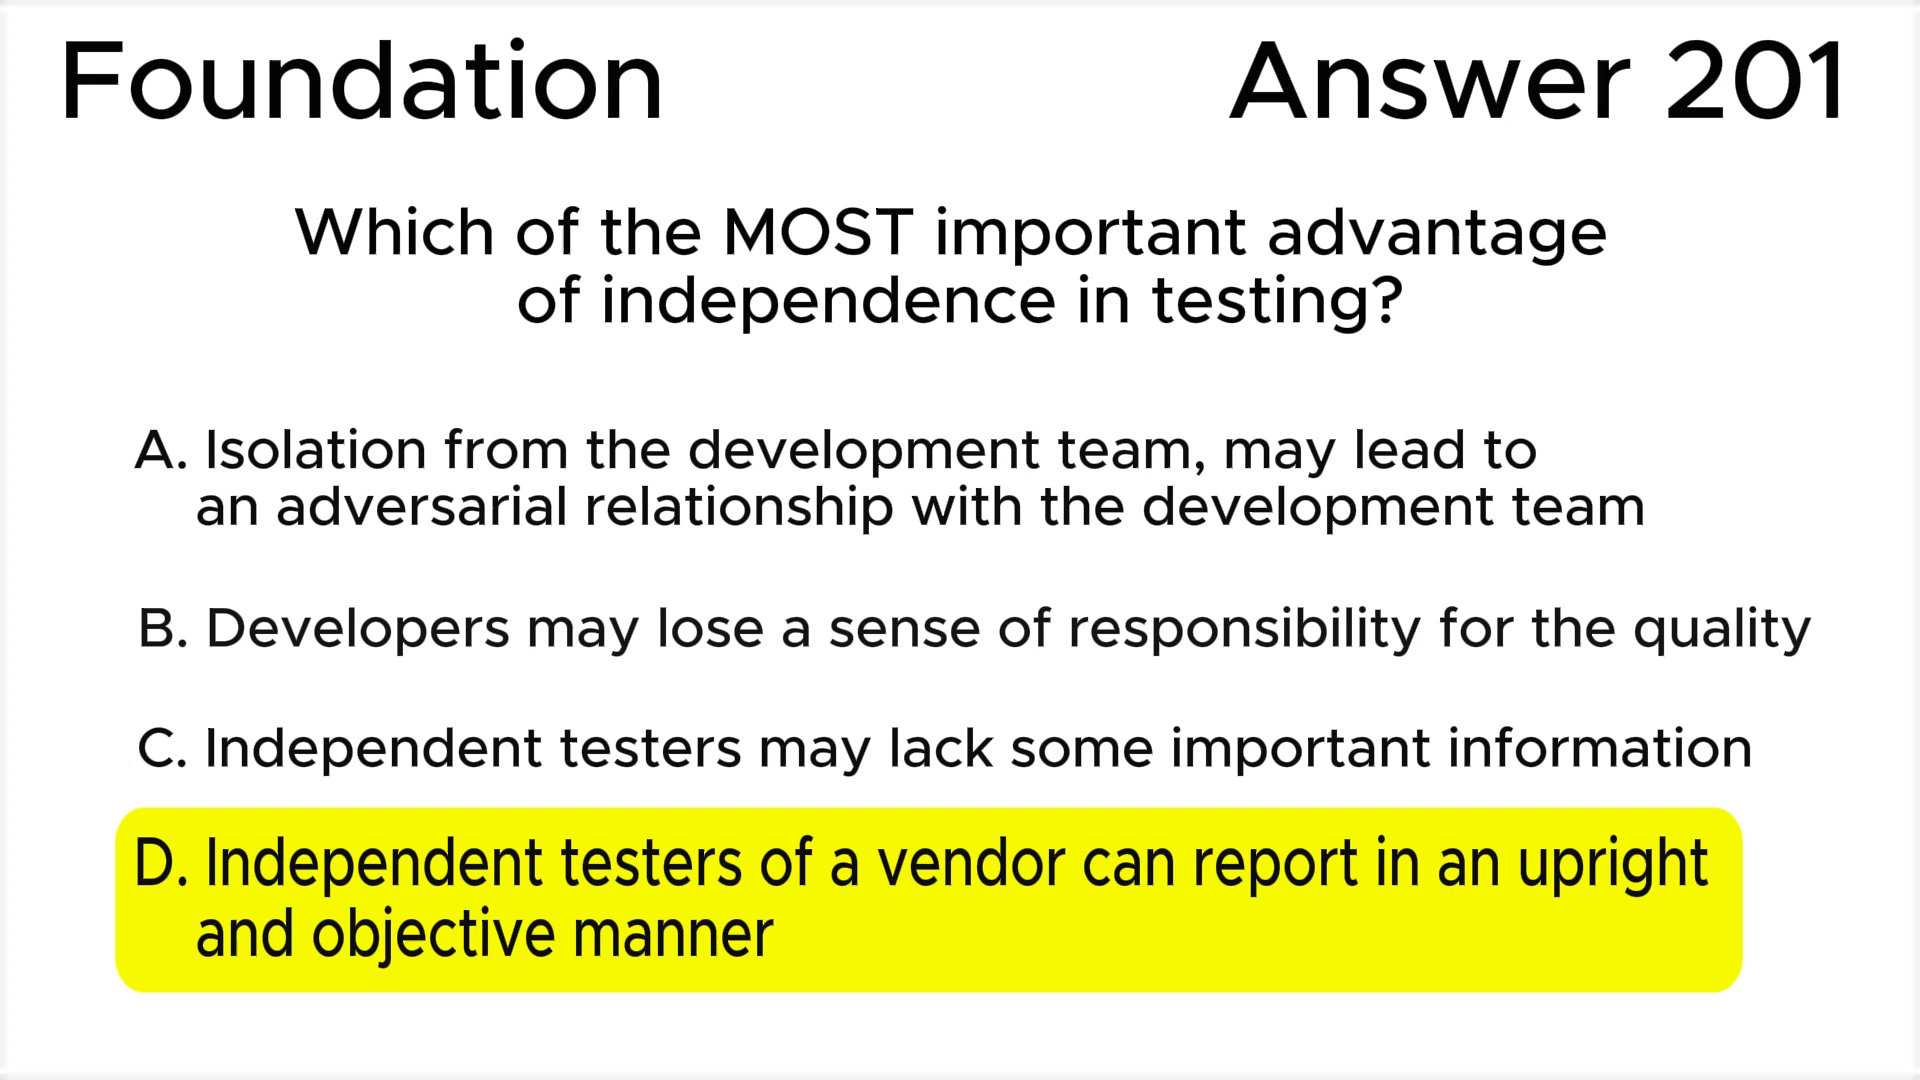 Foundation
Answer 201
Which of the MOST important advantage
of independence in testing?
A. Isolation from the development team, may lead to
an adversarial relationship with the development team
B. Developers may lose a sense of responsibility for the quality
C. Independent testers may lack some important information
D. Independent testers of a vendor can report in an upright
and objective manner